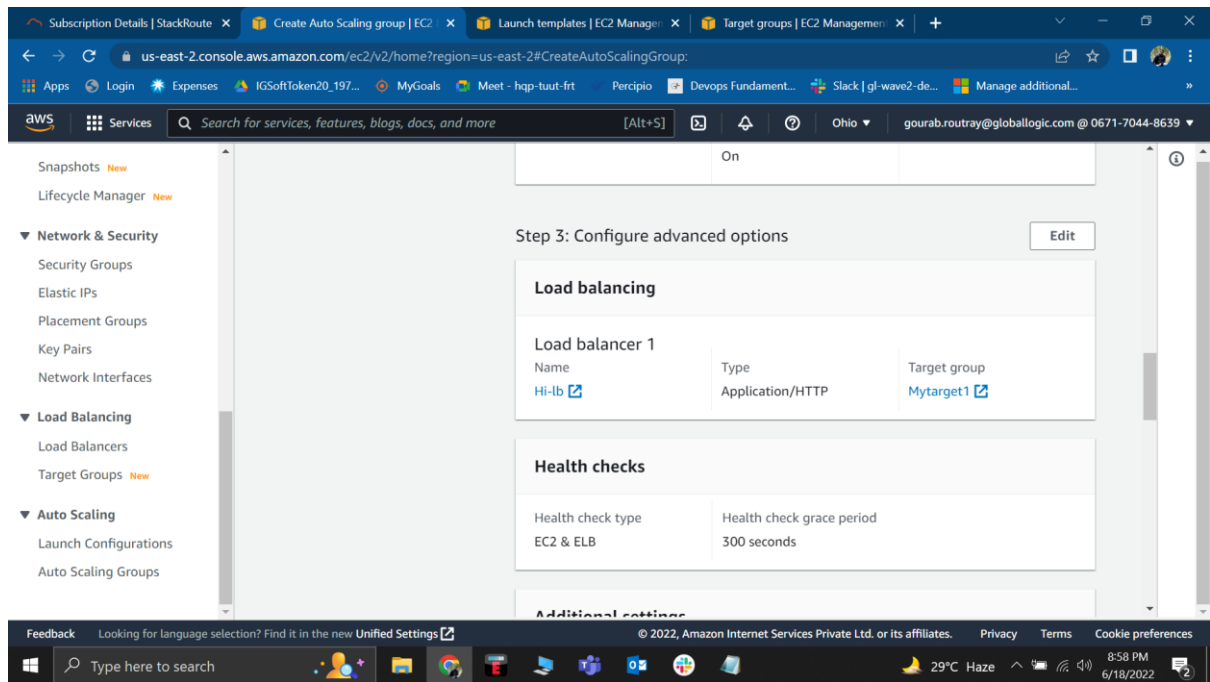 Subscription Details | StackRoute
Create Auto Scaling group | EC2
Launch templates | EC2 Managem
Target groups | EC2 Management
us-east-2.console.aws.amazon.com/ec2/v2/home?region=us-east-2#CreateAutoScalingGroup:
Apps Login Expenses IGSoftToken20_197... MyGoals Meet - hqp-tuut-frt Percipio Devops Fundament... Slack | gl-wave2-de... Manage additional... »
aws Services Search for services, features, blogs, docs, and more [Alt+S] Ohio ▼ gourab.routray@globallogic.com @ 0671-7044-8639 ▼
Snapshots New
Lifecycle Manager New
▼ Network & Security
Security Groups
Elastic IPs
Placement Groups
Key Pairs
Network Interfaces
▼ Load Balancing
Load Balancers
Target Groups New
▼ Auto Scaling
Launch Configurations
Auto Scaling Groups
On
Step 3: Configure advanced options Edit
Load balancing
Load balancer 1
Name Type Target group
Hi-lb Application/HTTP Mytarget1
Health checks
Health check type Health check grace period
EC2 & ELB 300 seconds
Additional settings
Feedback Looking for language selection? Find it in the new Unified Settings © 2022, Amazon Internet Services Private Ltd. or its affiliates. Privacy Terms Cookie preferences
Type here to search 29°C Haze 8:58 PM
6/18/2022 2